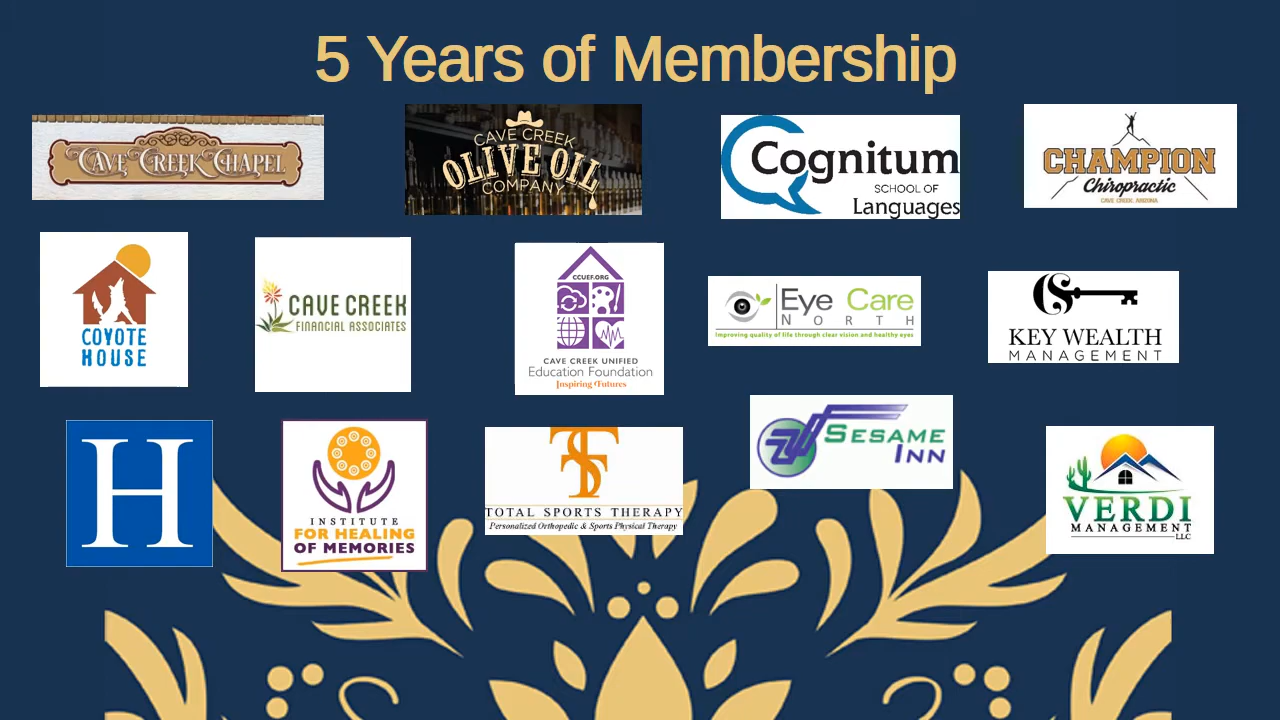 5 Years of Membership
CAVE CREEK CHAPEL
CAVE CREEK
OLIVE OIL
COMPANY
Cognitum
SCHOOL OF
Languages
CHAMPION
Chiropractic
CAVE CREEK, ARIZONA
COYOTE
HOUSE
CAVE CREEK
FINANCIAL ASSOCIATES
CCUEF.ORG
CAVE CREEK UNIFIED
Education Foundation
Inspiring Futures
Eye Care
NORTH
Improving quality of life through clear vision and healthy eyes
KEY WEALTH
MANAGEMENT
H
INSTITUTE
FOR HEALING
OF MEMORIES
TST
TOTAL SPORTS THERAPY
Personalized Orthopedic & Sports Physical Therapy
SESAME
INN
VERDI
MANAGEMENT
LLC